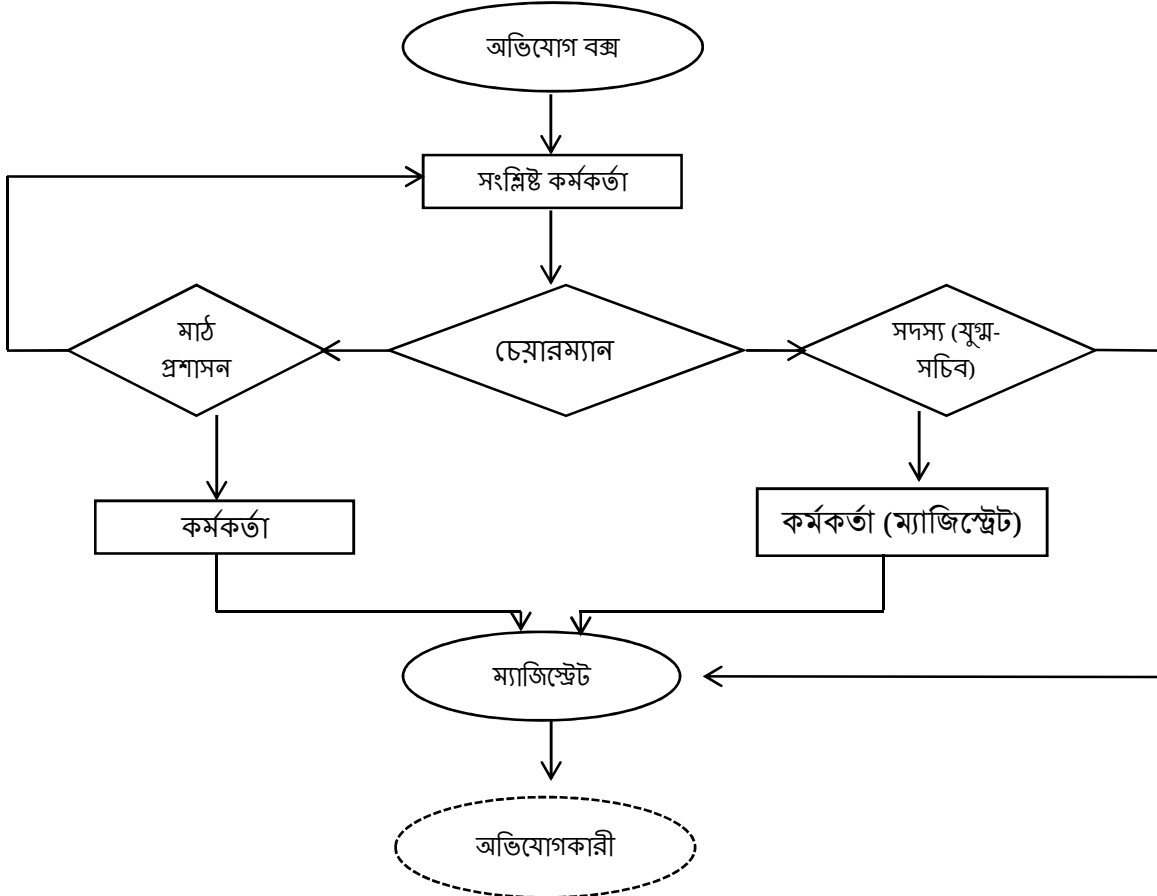 অভিযোগ বক্স
সংশ্লিষ্ট কর্মকর্তা
মাঠ
প্রশাসন
চেয়ারম্যান
সদস্য (যুগ্ম-
সচিব)
কর্মকর্তা
কর্মকর্তা (ম্যাজিস্ট্রেট)
ম্যাজিস্ট্রেট
অভিযোগকারী